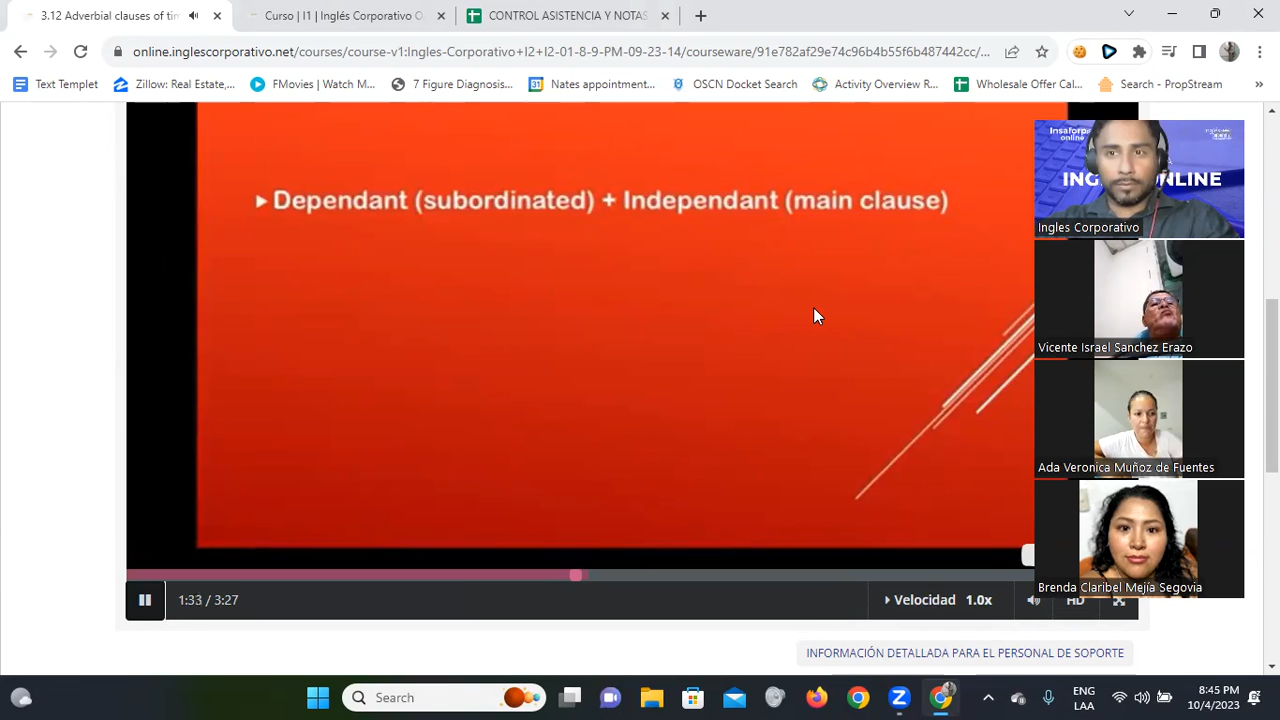 3.12 Adverbial clauses of tim
Curso | I1 | Inglés Corporativo O
CONTROL ASISTENCIA Y NOTAS
online.inglescorporativo.net/courses/course-v1:Ingles-Corporativo+I2+I2-01-8-9-PM-09-23-14/courseware/91e782af29e74c96b4b55f6b487442cc/...
Text Templet
Zillow: Real Estate,...
FMovies | Watch M...
7 Figure Diagnosis...
31
Nates appointment...
OSCN Docket Search
Activity Overview R...
Wholesale Offer Cal...
Search - PropStream
»
Dependant (subordinated) + Independant (main clause)
Ingles Corporativo
Vicente Israel Sanchez Erazo
Ada Veronica Muñoz de Fuentes
Brenda Claribel Mejía Segovia
1:33 / 3:27
Velocidad 1.0x
HD
INFORMACIÓN DETALLADA PARA EL PERSONAL DE SOPORTE
Search
ENG
LAA
8:45 PM
10/4/2023